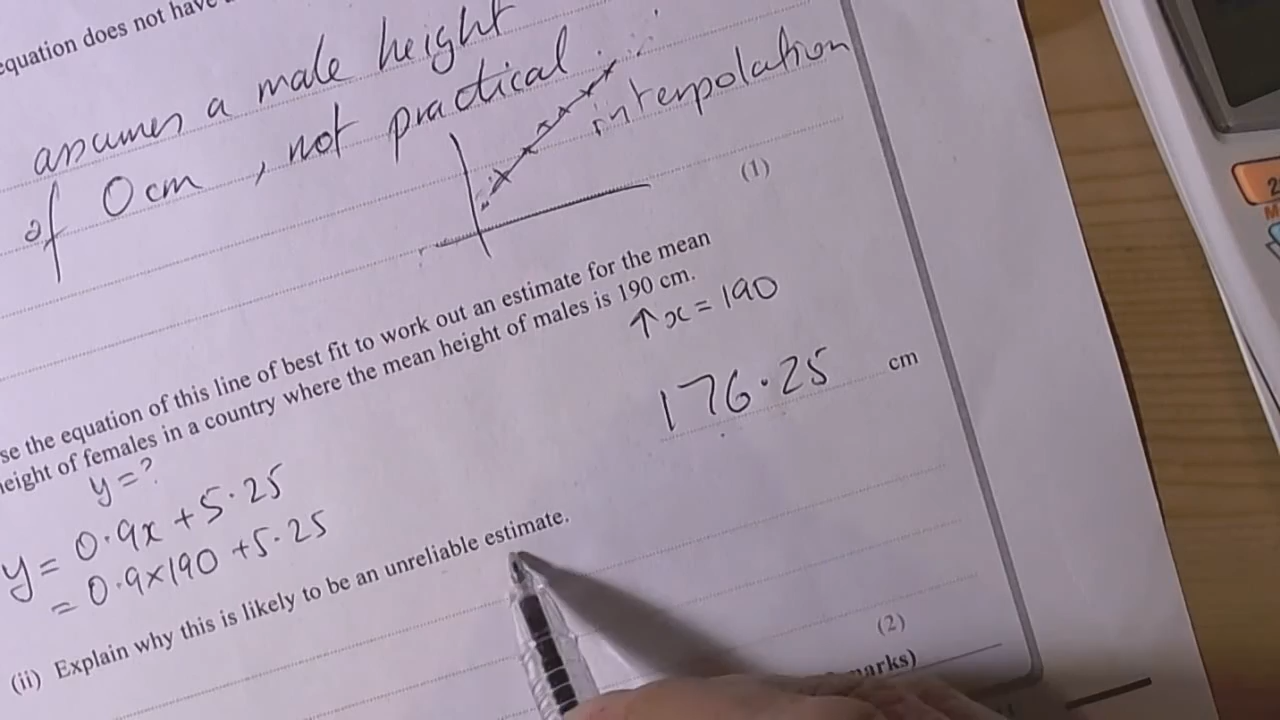 equation does not have
assumes a male height
of 0cm, not practical
interpolation
(1)
se the equation of this line of best fit to work out an estimate for the mean
eight of females in a country where the mean height of males is 190 cm.
y=?
↑ x = 190
176.25 cm
y = 0.9x + 5.25
= 0.9×190 + 5.25
(ii) Explain why this is likely to be an unreliable estimate.
(2)
marks)